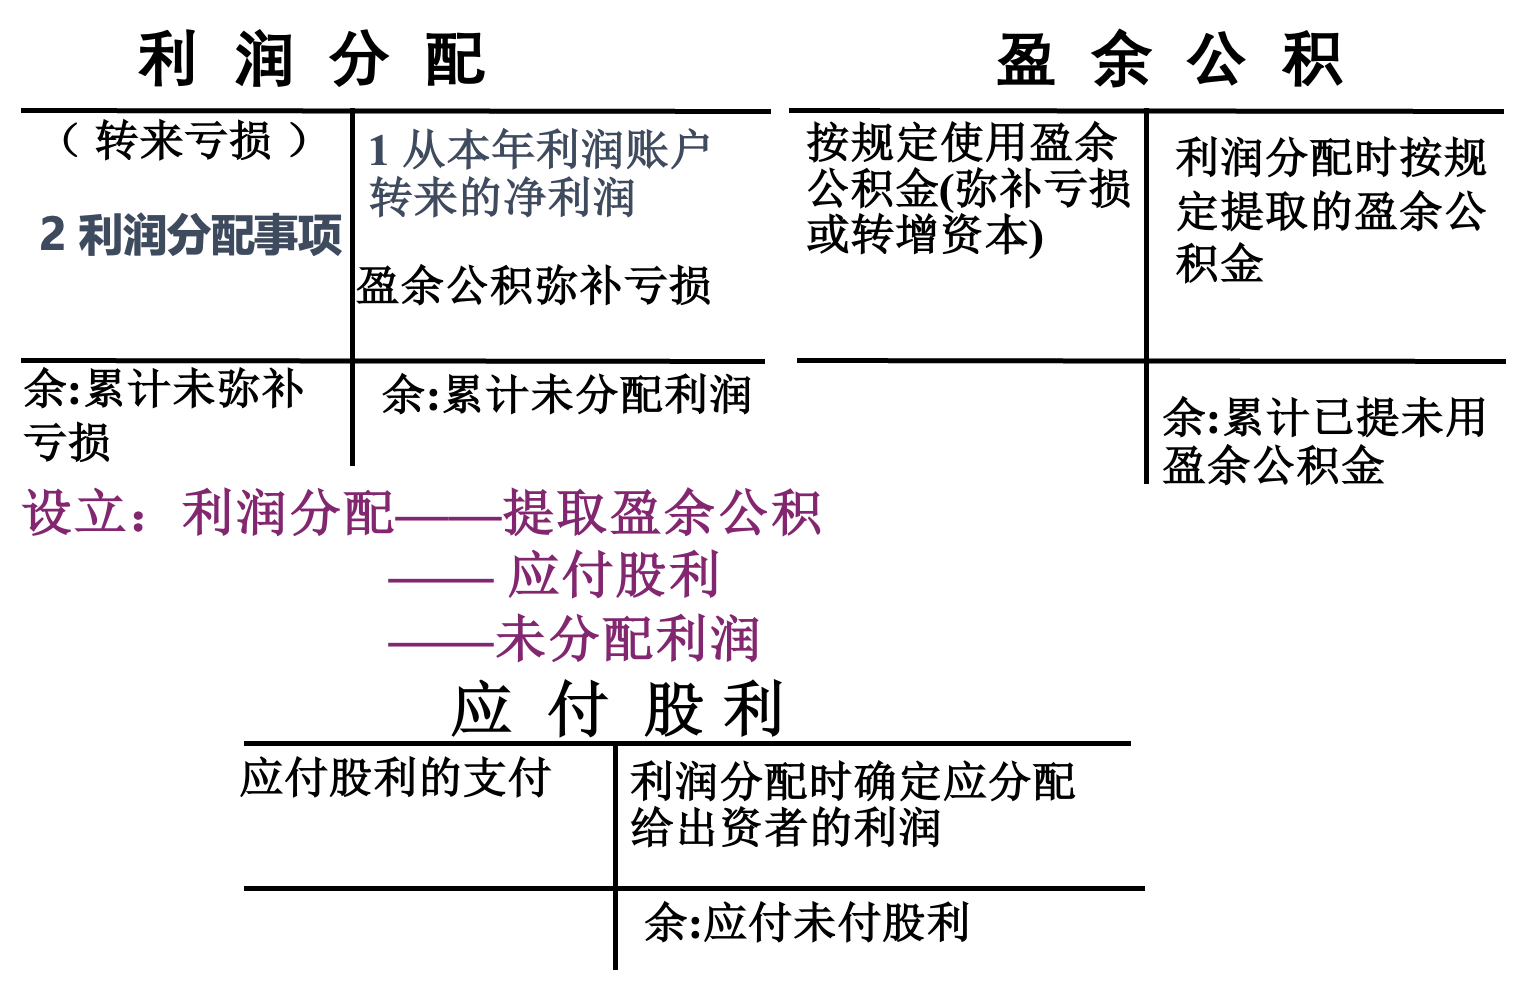 利润分配
（转来亏损）
2 利润分配事项
1 从本年利润账户
转来的净利润
盈余公积弥补亏损
余:累计未弥补
亏损
余:累计未分配利润
盈余公积
按规定使用盈余
公积金(弥补亏损
或转增资本)
利润分配时按规
定提取的盈余公
积金
余:累计已提未用
盈余公积金
设立：利润分配——提取盈余公积
—— 应付股利
——未分配利润
应付股利
应付股利的支付
利润分配时确定应分配
给出资者的利润
余:应付未付股利